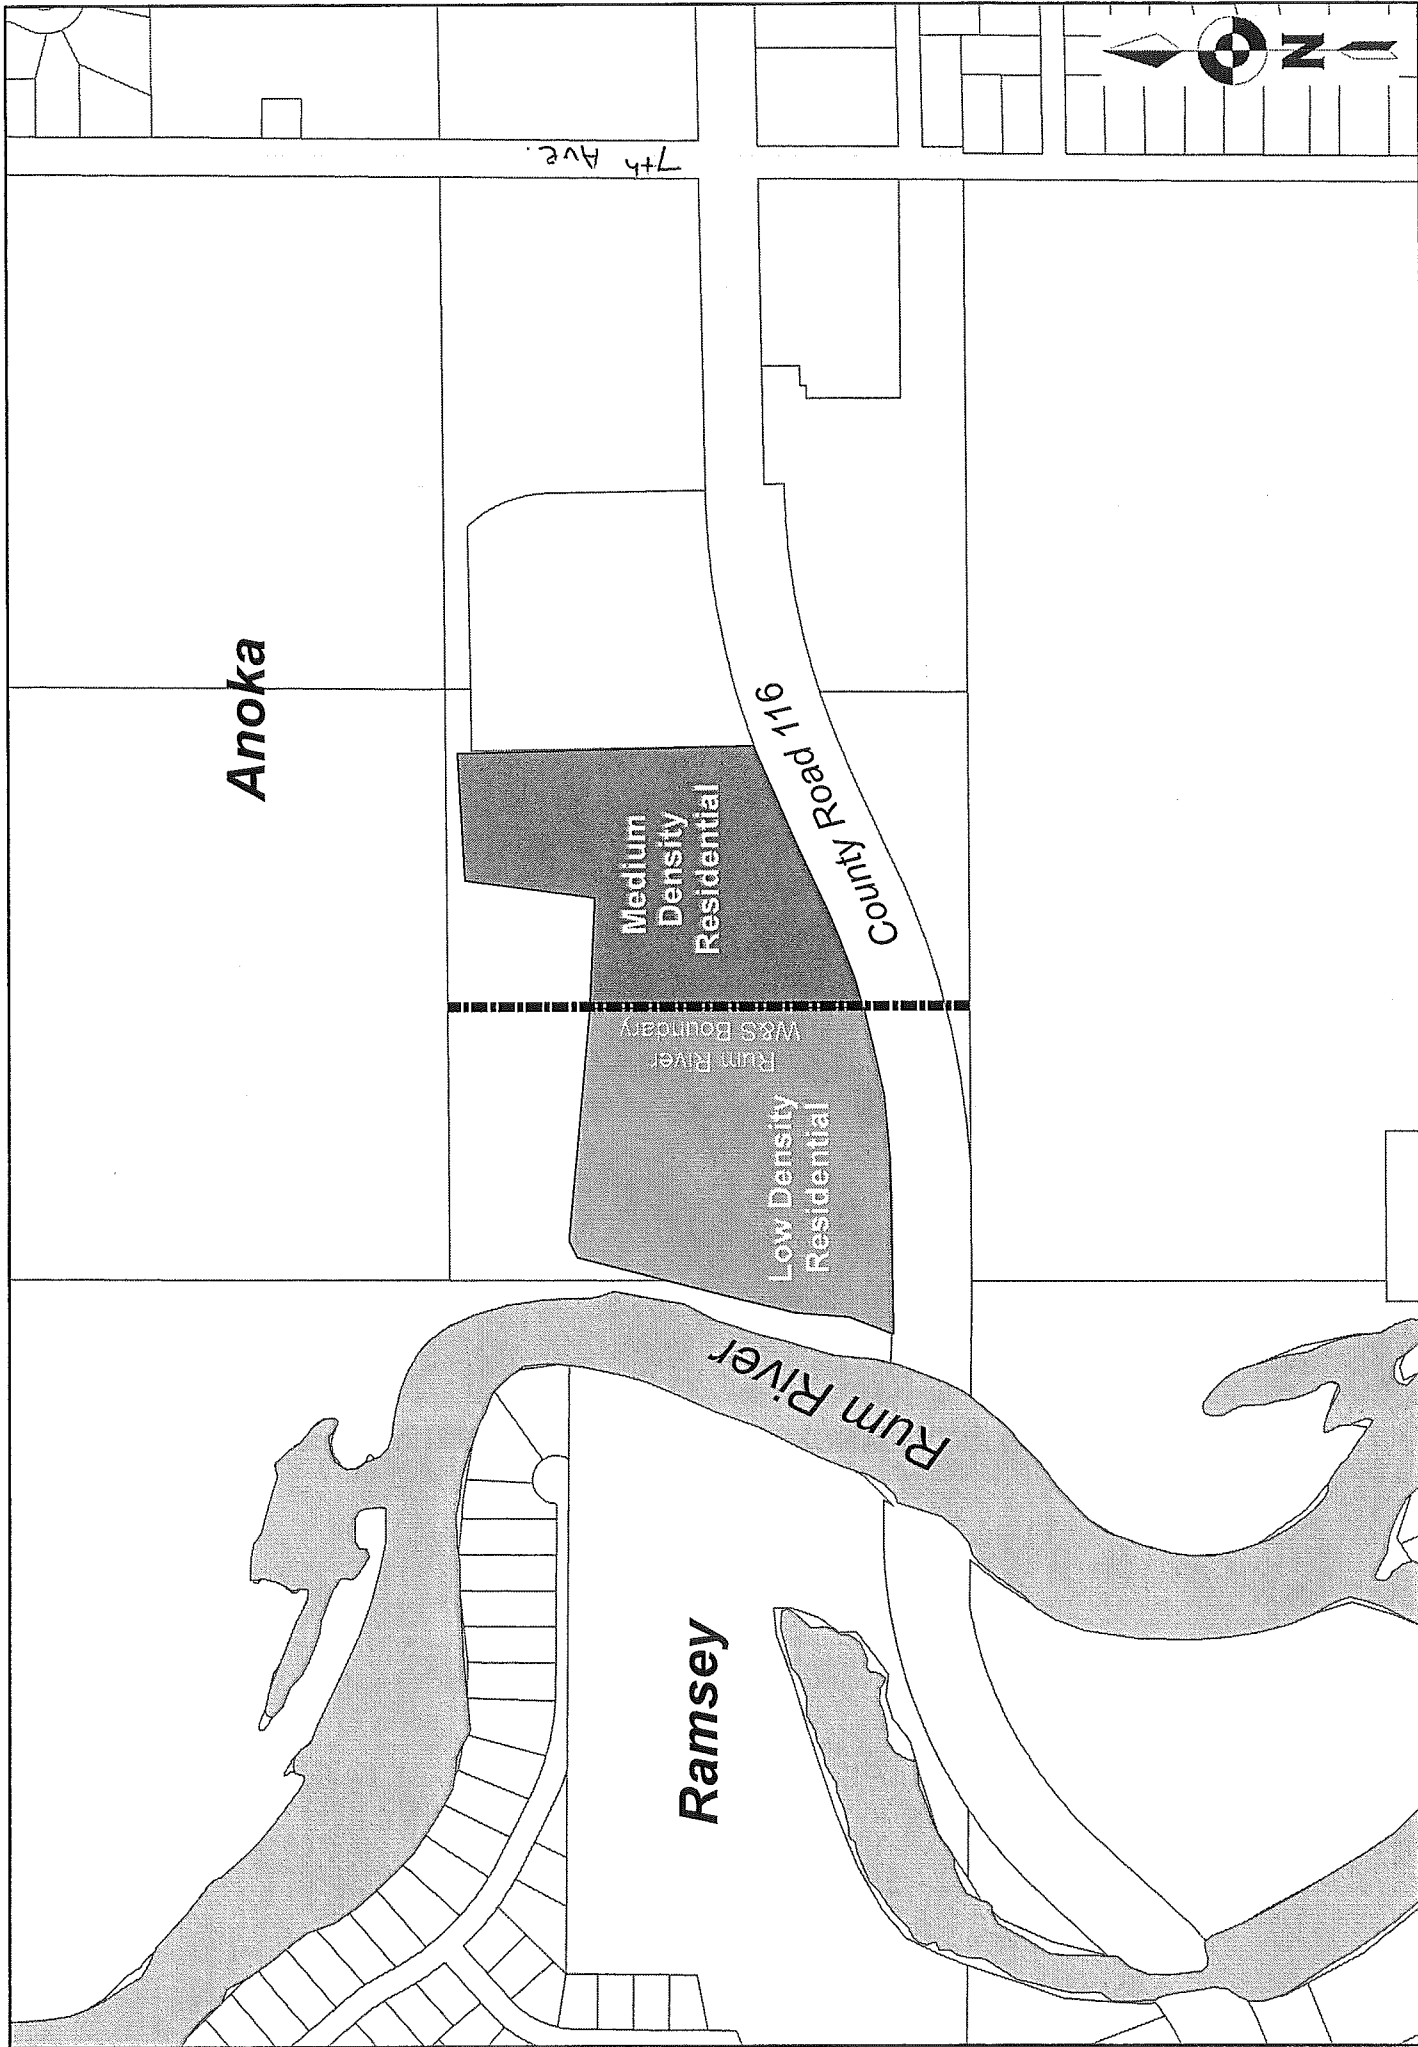 7th Ave.
N
Anoka
County Road 116
Medium
Density
Residential
Rum River
W&S Boundary
Low Density
Residential
Rum River
Ramsey